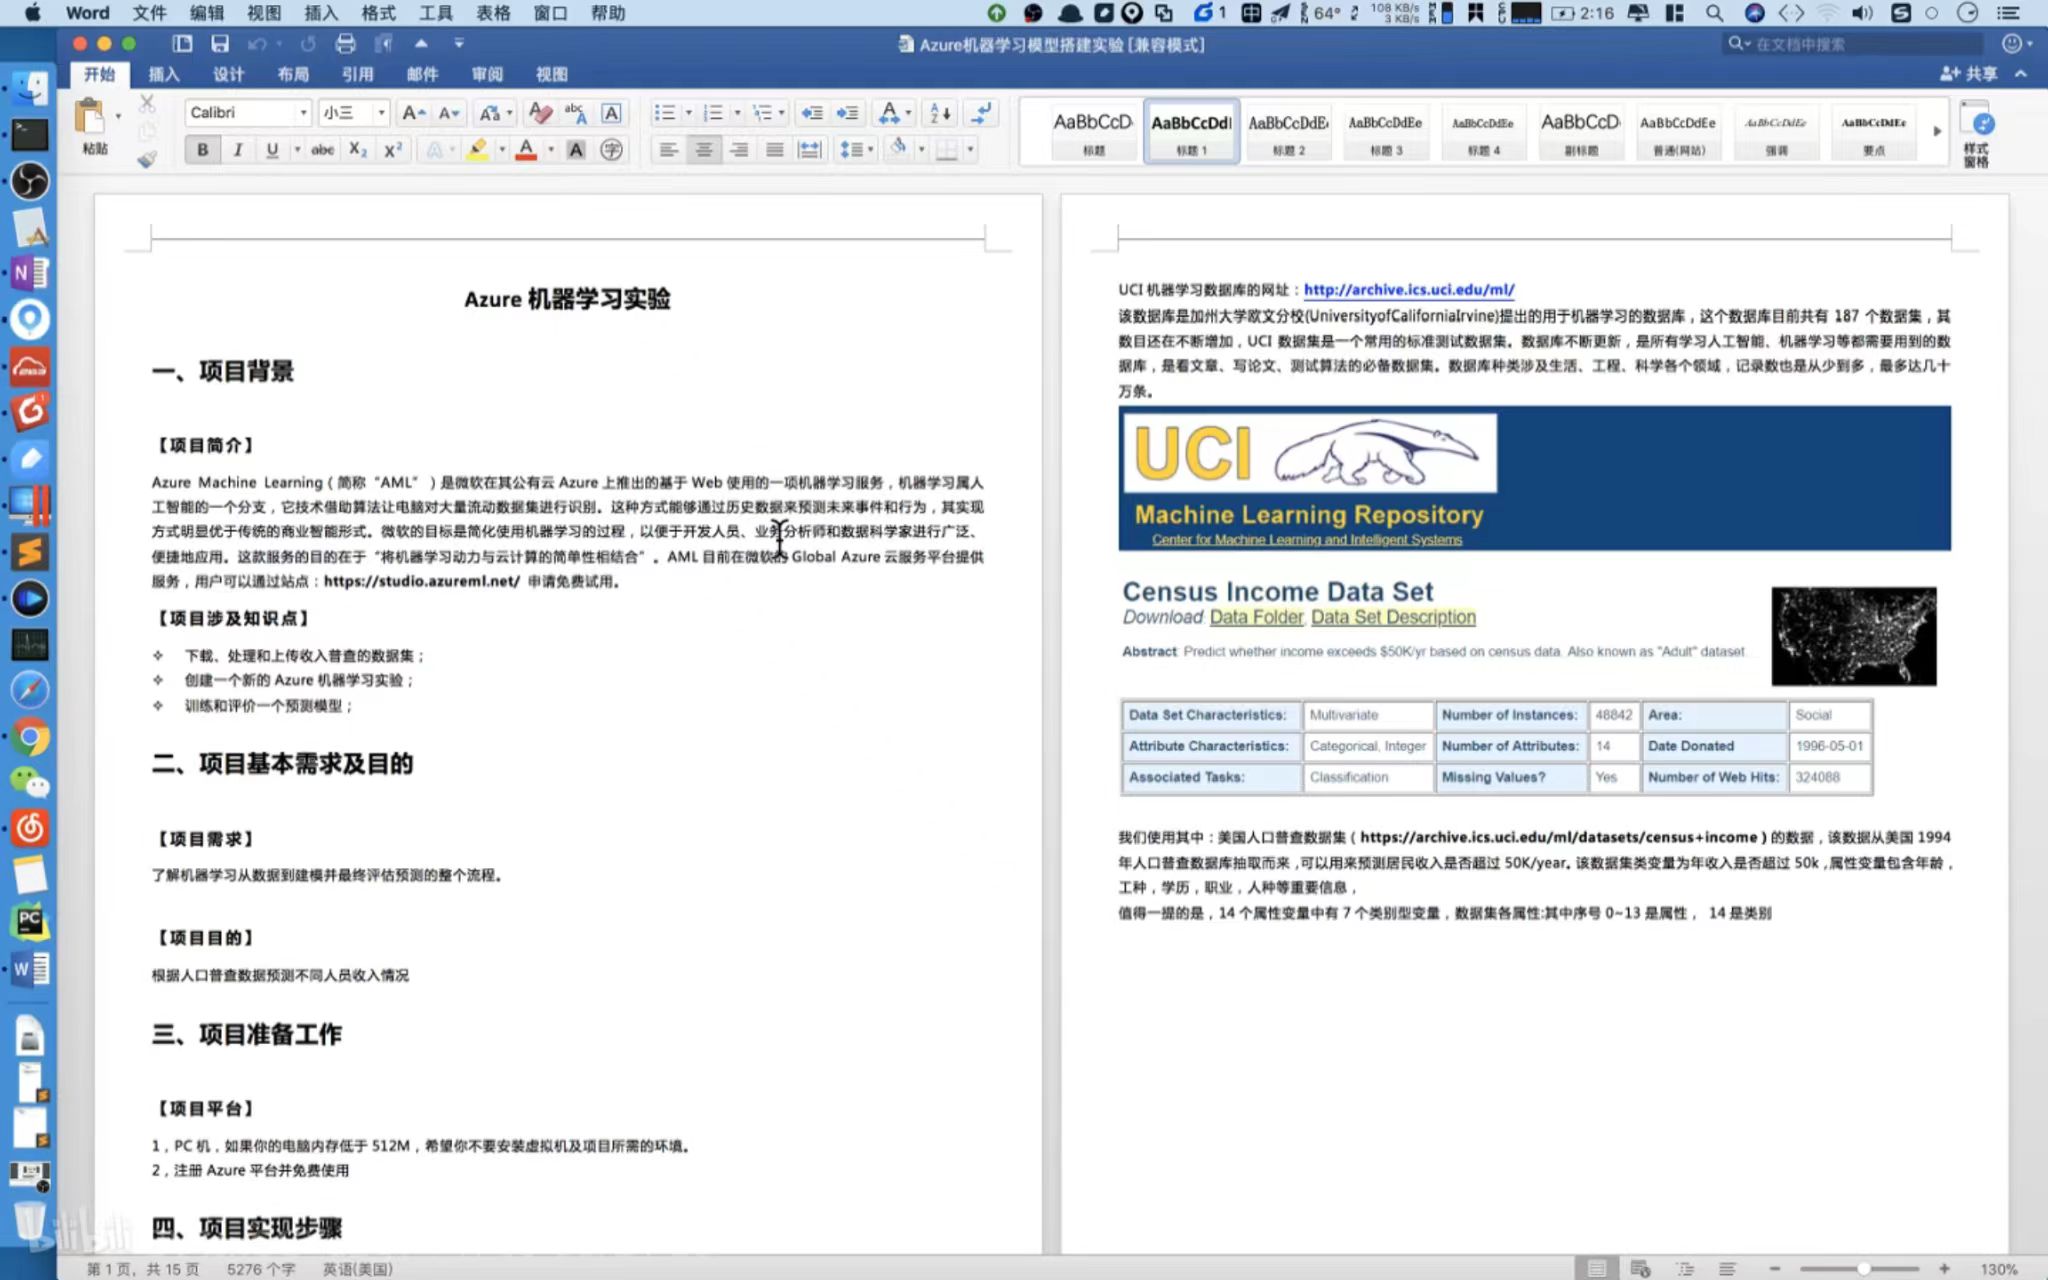 Word 文件 编辑 视图 插入 格式 工具 表格 窗口 帮助
1 64° 108 KB/s 3 KB/s 2:16
Azure机器学习模型搭建实验 [兼容模式]
在文档中搜索
开始 插入 设计 布局 引用 邮件 审阅 视图
共享
粘贴
Calibri 小三
B I U abc X₂ X²
AaBbCcD AaBbCcDdI AaBbCcDdE AaBbCcDdEe AaBbCcDdEe AaBbCcD AaBbCcDdEe AaBbCcDdEe AaBbCcDdEe
标题 标题 1 标题 2 标题 3 标题 4 副标题 普通(网站) 强调 要点
样式
窗格
Azure 机器学习实验
一、项目背景
【项目简介】
Azure Machine Learning（简称“AML”）是微软在其公有云 Azure 上推出的基于 Web 使用的一项机器学习服务，机器学习属人
工智能的一个分支，它技术借助算法让电脑对大量流动数据集进行识别。这种方式能够通过历史数据来预测未来事件和行为，其实现
方式明显优于传统的商业智能形式。微软的目标是简化使用机器学习的过程，以便于开发人员、业务分析师和数据科学家进行广泛、
便捷地应用。这款服务的目的在于“将机器学习动力与云计算的简单性相结合”。AML 目前在微软的 Global Azure 云服务平台提供
服务，用户可以通过站点：https://studio.azureml.net/ 申请免费试用。
【项目涉及知识点】
❖ 下载、处理和上传收入普查的数据集；
❖ 创建一个新的 Azure 机器学习实验；
❖ 训练和评价一个预测模型；
二、项目基本需求及目的
【项目需求】
了解机器学习从数据到建模并最终评估预测的整个流程。
【项目目的】
根据人口普查数据预测不同人员收入情况
三、项目准备工作
【项目平台】
1，PC 机，如果你的电脑内存低于 512M，希望你不要安装虚拟机及项目所需的环境。
2，注册 Azure 平台并免费使用
四、项目实现步骤
UCI 机器学习数据库的网址：http://archive.ics.uci.edu/ml/
该数据库是加州大学欧文分校(UniversityofCaliforniaIrvine)提出的用于机器学习的数据库，这个数据库目前共有 187 个数据集，其
数目还在不断增加，UCI 数据集是一个常用的标准测试数据集。数据库不断更新，是所有学习人工智能、机器学习等都需要用到的数
据库，是看文章、写论文、测试算法的必备数据集。数据库种类涉及生活、工程、科学各个领域，记录数也是从少到多，最多达几十
万条。
UCI
Machine Learning Repository
Center for Machine Learning and Intelligent Systems
Census Income Data Set
Download: Data Folder, Data Set Description
Abstract: Predict whether income exceeds $50K/yr based on census data. Also known as "Adult" dataset.
Data Set Characteristics: Multivariate Number of Instances: 48842 Area: Social
Attribute Characteristics: Categorical, Integer Number of Attributes: 14 Date Donated 1996-05-01
Associated Tasks: Classification Missing Values? Yes Number of Web Hits: 324088
我们使用其中：美国人口普查数据集（https://archive.ics.uci.edu/ml/datasets/census+income）的数据，该数据从美国 1994
年人口普查数据库抽取而来，可以用来预测居民收入是否超过 50K/year。该数据集类变量为年收入是否超过 50k，属性变量包含年龄，
工种，学历，职业，人种等重要信息，
值得一提的是，14 个属性变量中有 7 个类别型变量，数据集各属性:其中序号 0~13 是属性， 14 是类别
bilibili
第 1 页，共 15 页 5276 个字 英语(美国)
130%